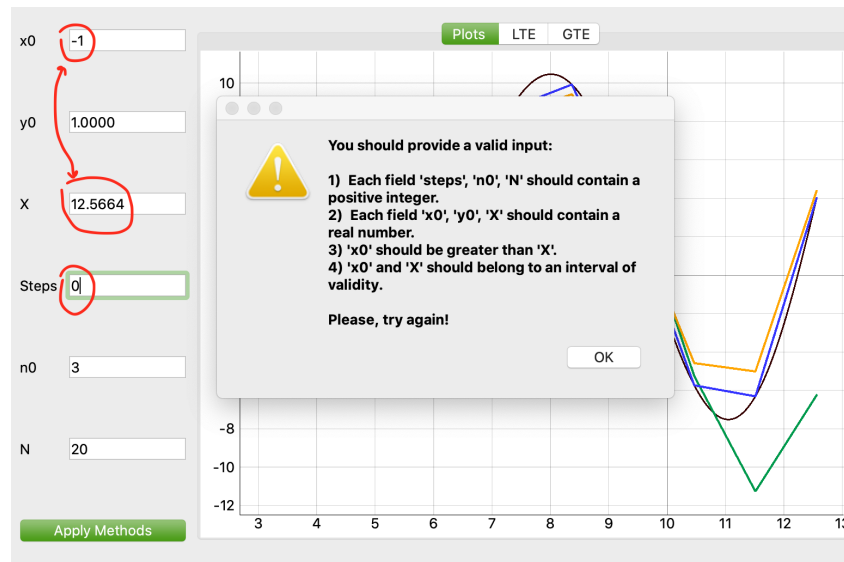 Plots LTE GTE
x0 -1
y0 1.0000
X 12.5664
Steps 0
n0 3
N 20
Apply Methods
10
You should provide a valid input:
1) Each field 'steps', 'n0', 'N' should contain a
positive integer.
2) Each field 'x0', 'y0', 'X' should contain a
real number.
3) 'x0' should be greater than 'X'.
4) 'x0' and 'X' should belong to an interval of
validity.
Please, try again!
OK
-8
-10
-12
3 4 5 6 7 8 9 10 11 12